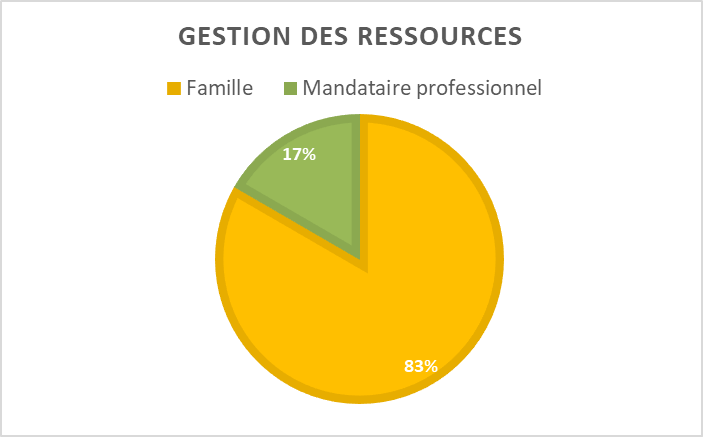 GESTION DES RESSOURCES
Famille Mandataire professionnel
17%
83%